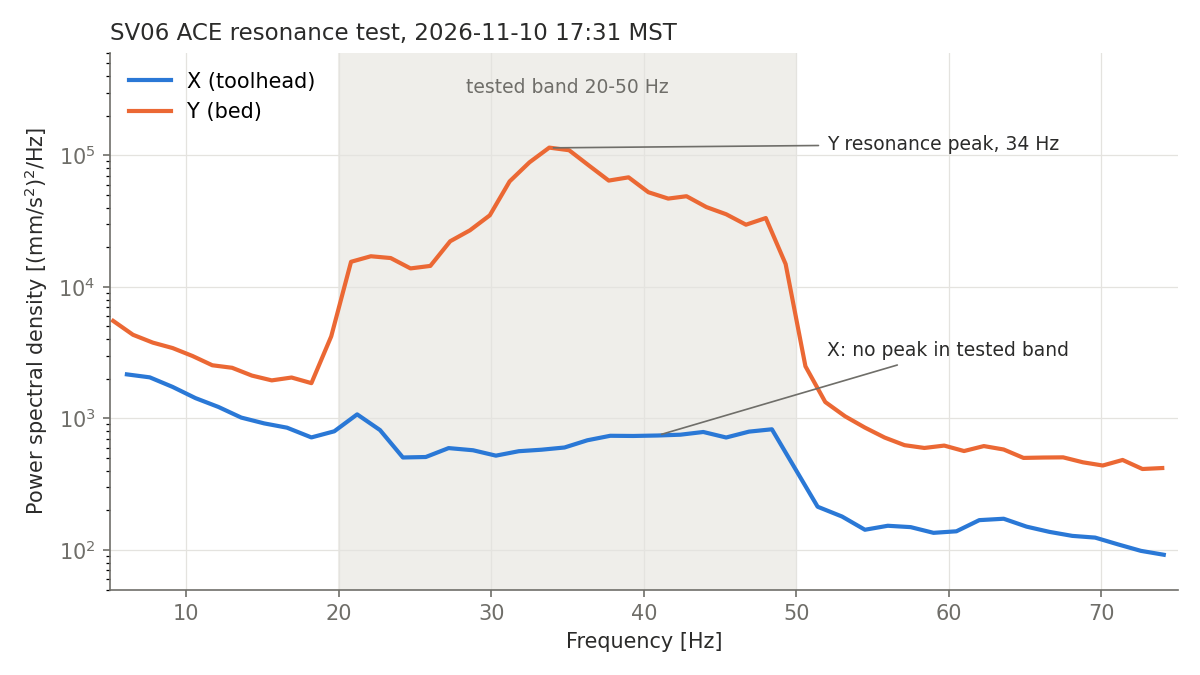 SV06 ACE resonance test, 2026-11-10 17:31 MST
X (toolhead)
Y (bed)
tested band 20-50 Hz
Y resonance peak, 34 Hz
X: no peak in tested band
Power spectral density [(mm/s²)²/Hz]
10⁵
10⁴
10³
10²
10 20 30 40 50 60 70
Frequency [Hz]